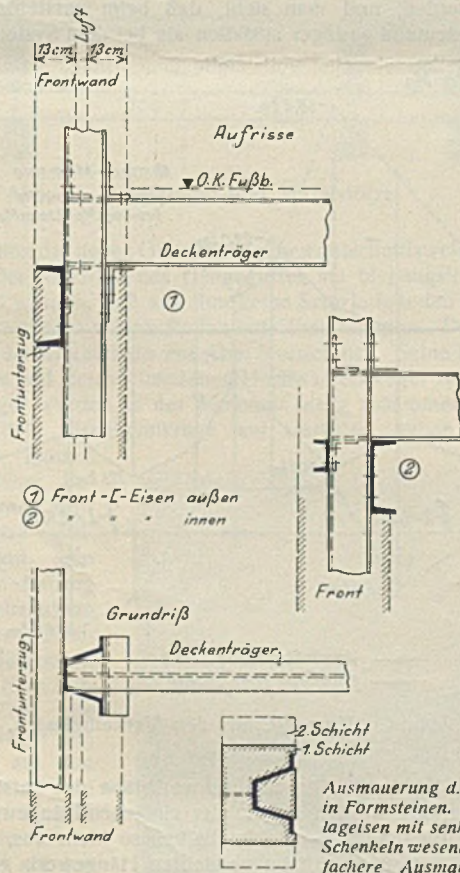 Luft
13cm 13cm
Frontwand
Aufrisse
O.K. Fußb.
Deckenträger
①
Frontunterzug
②
① Front-[-Eisen außen
② " " " innen
Front
Grundriß
Deckenträger
Frontunterzug
2. Schicht
1. Schicht
Frontwand
Ausmauerung d.
in Formsteinen.
lageisen mit senk
Schenkeln wesen
fachere Ausma